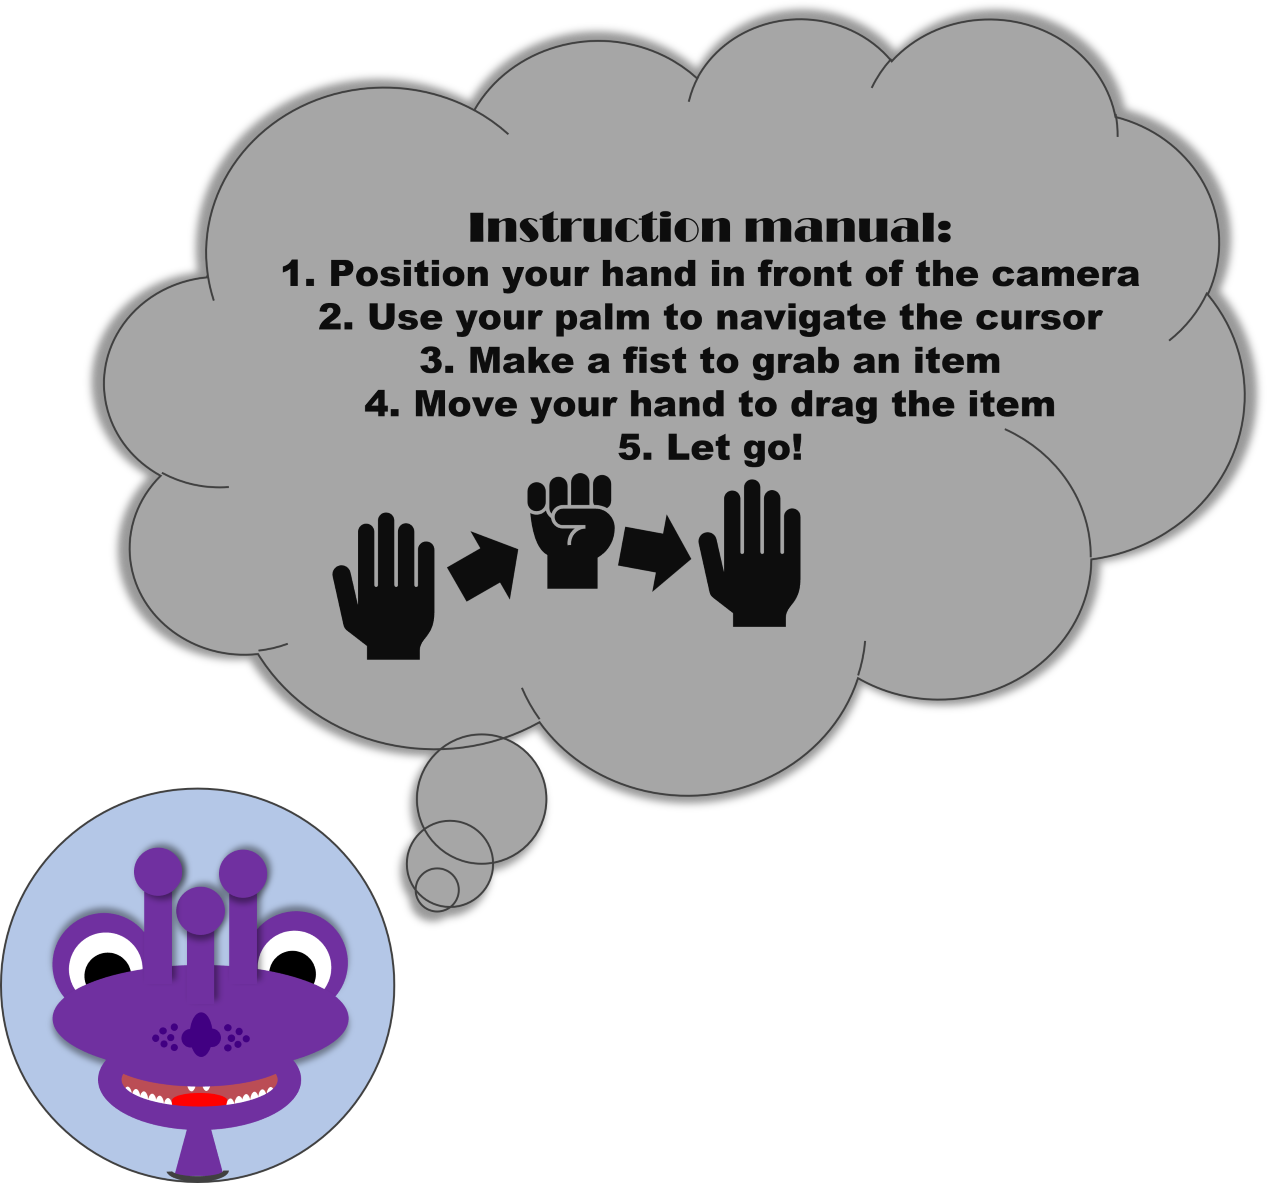 Instruction manual:
1. Position your hand in front of the camera
2. Use your palm to navigate the cursor
3. Make a fist to grab an item
4. Move your hand to drag the item
5. Let go!